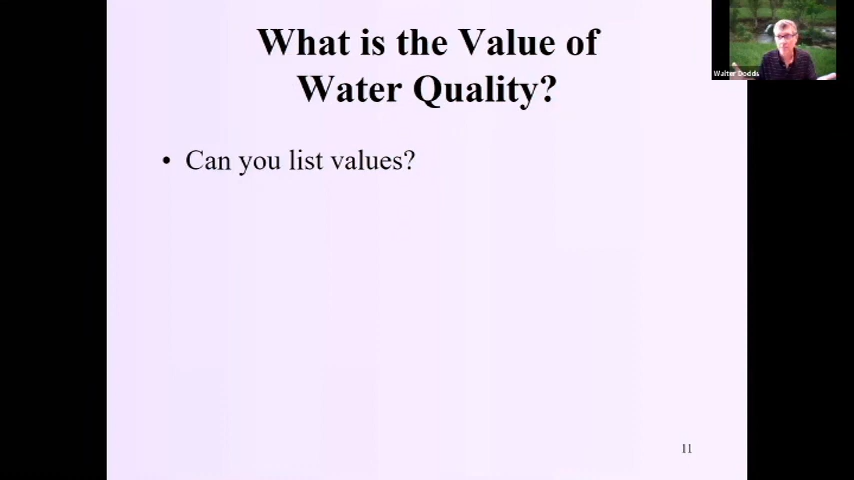 What is the Value of
Water Quality?
• Can you list values?
11
Walter Dodds